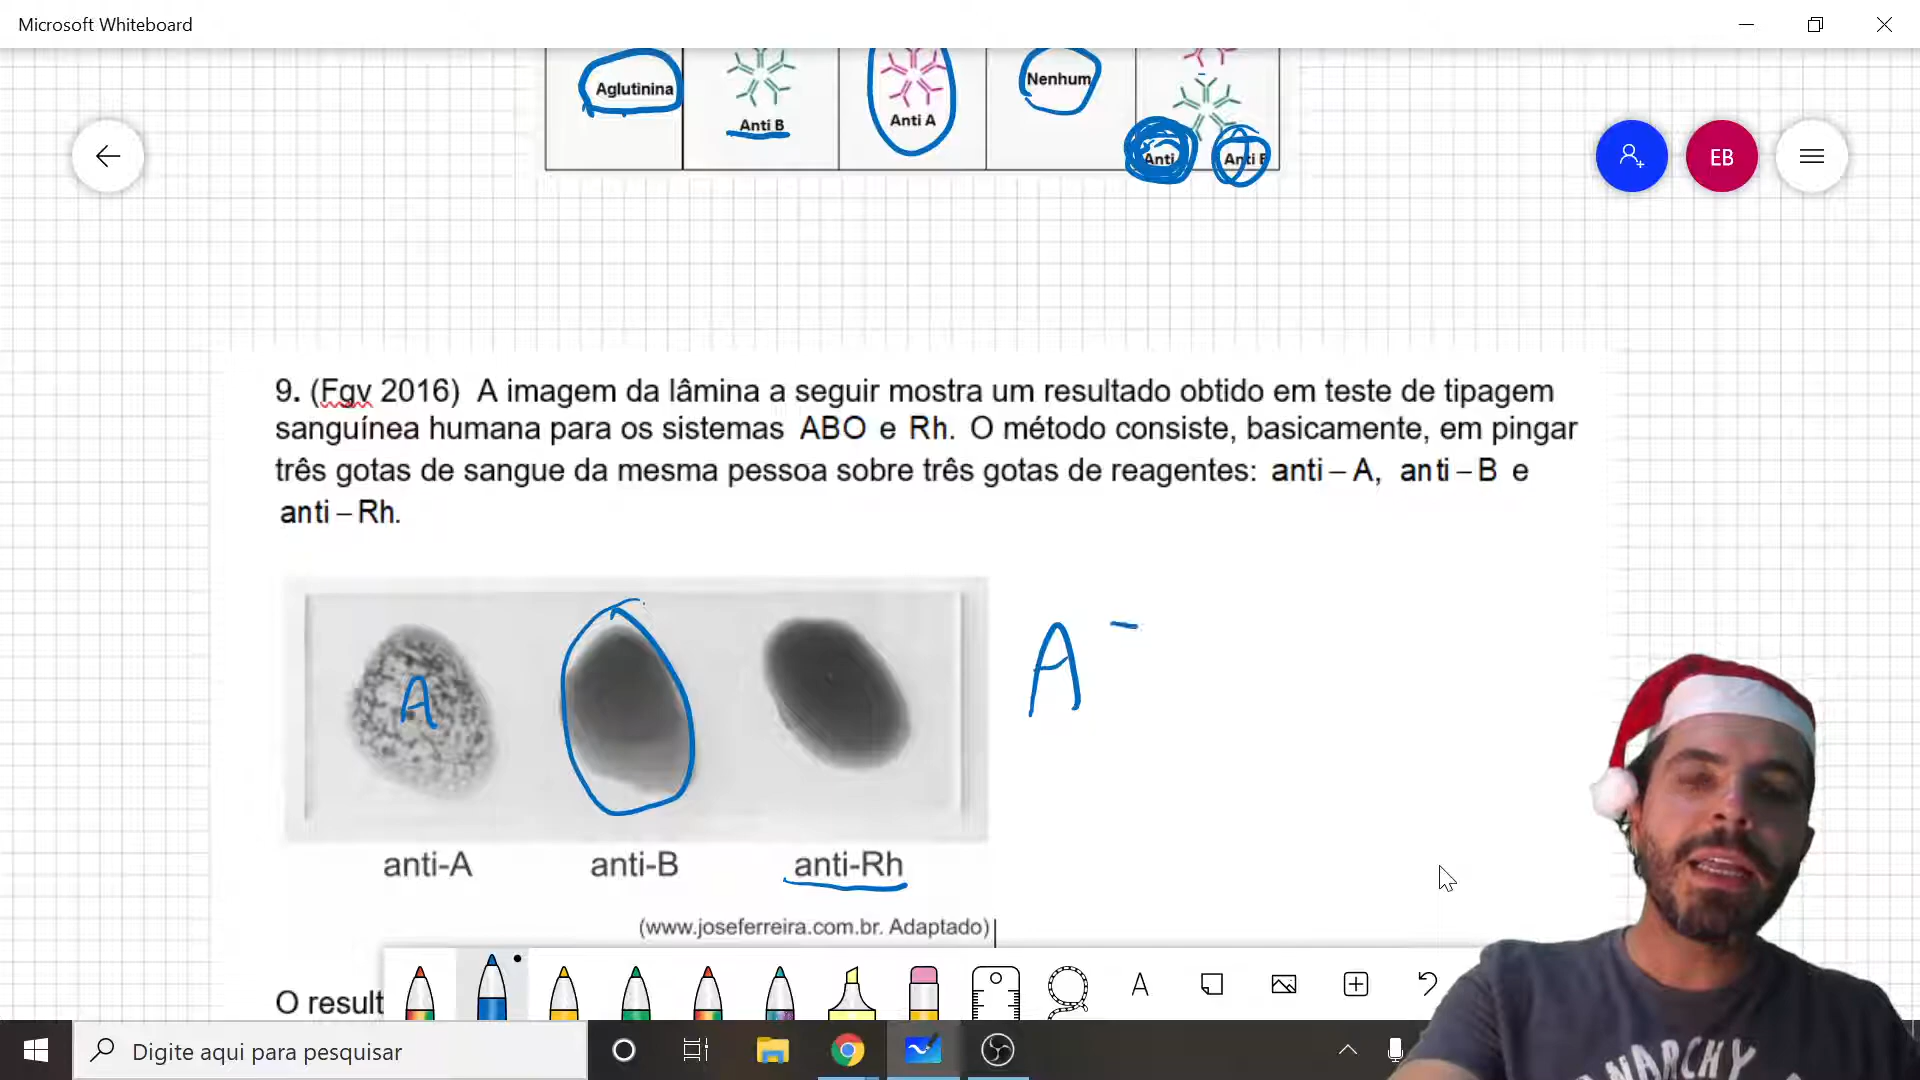 Microsoft Whiteboard
Aglutinina
Anti B
Anti A
Nenhum
Anti
Anti
EB
9. (Fgv 2016) A imagem da lâmina a seguir mostra um resultado obtido em teste de tipagem
sanguínea humana para os sistemas ABO e Rh. O método consiste, basicamente, em pingar
três gotas de sangue da mesma pessoa sobre três gotas de reagentes: anti – A, anti – B e
anti – Rh.
A
A -
anti-A anti-B anti-Rh
(www.joseferreira.com.br. Adaptado)
O result
A
Digite aqui para pesquisar